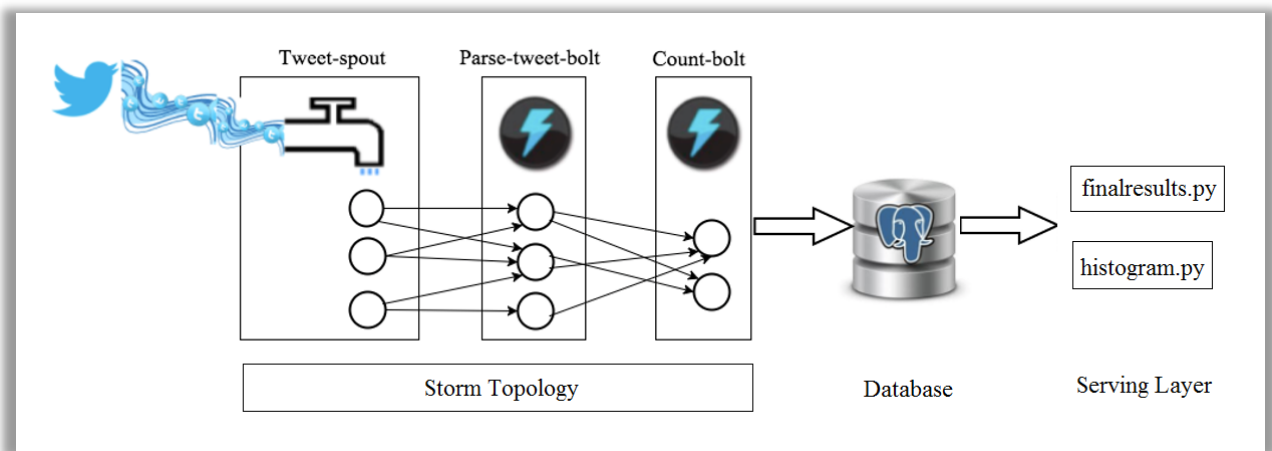 Tweet-spout
Parse-tweet-bolt
Count-bolt
finalresults.py
histogram.py
Storm Topology
Database
Serving Layer